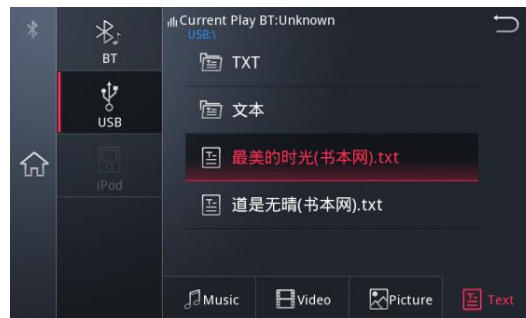 Current Play BT:Unknown
USB:\
BT
USB
iPod
TXT
文本
最美的时光(书本网).txt
道是无晴(书本网).txt
Music
Video
Picture
Text